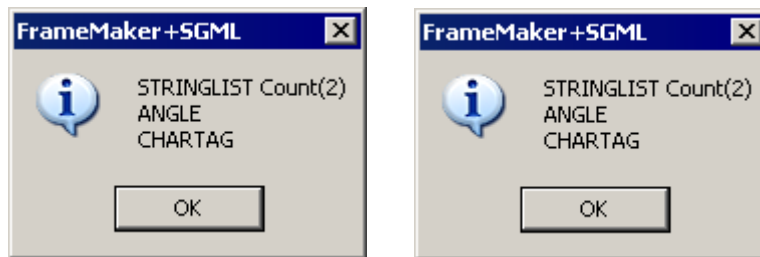 FrameMaker+SGML
STRINGLIST Count(2)
ANGLE
CHARTAG
OK
FrameMaker+SGML
STRINGLIST Count(2)
ANGLE
CHARTAG
OK